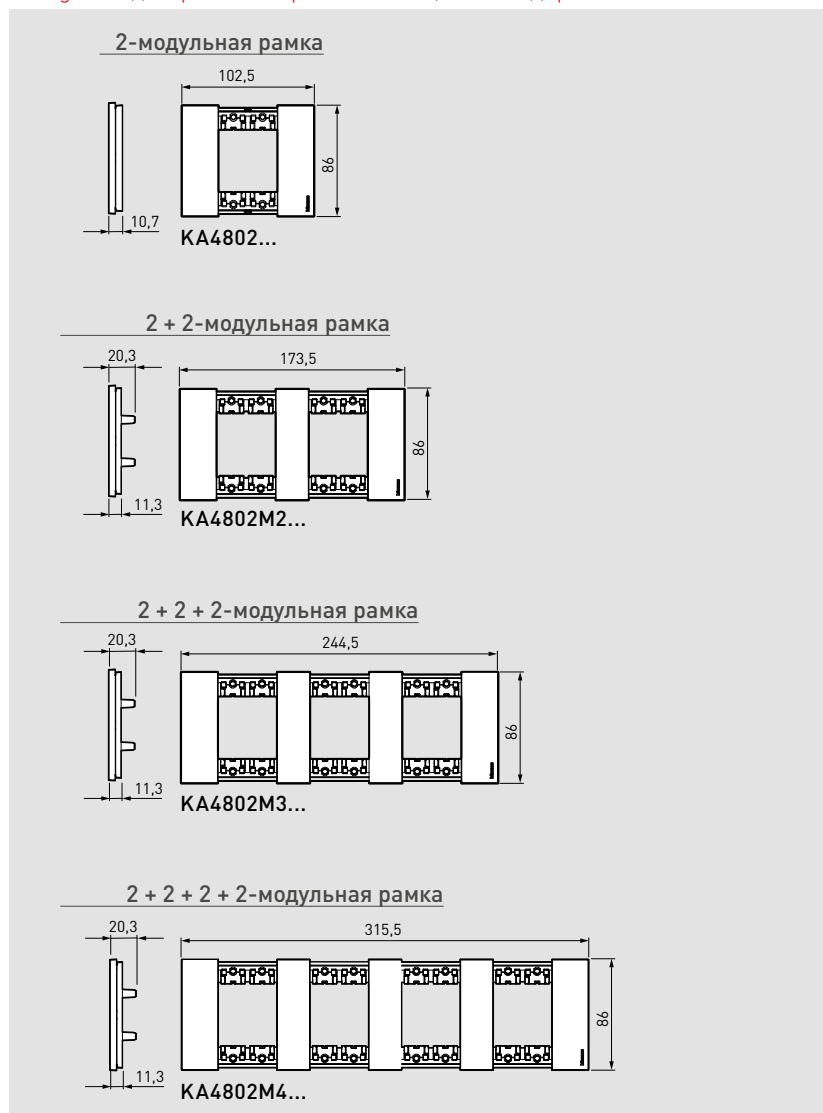 2-модульная рамка
102,5
86
10,7
KA4802...
2 + 2-модульная рамка
20,3
173,5
86
11,3
KA4802M2...
2 + 2 + 2-модульная рамка
20,3
244,5
86
11,3
KA4802M3...
2 + 2 + 2 + 2-модульная рамка
20,3
315,5
86
11,3
KA4802M4...